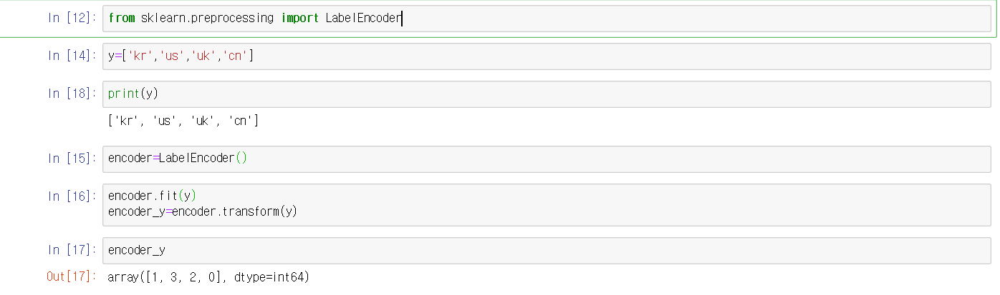 In [12]: from sklearn.preprocessing import LabelEncoder
In [14]: y=['kr','us','uk','cn']
In [18]: print(y)
['kr', 'us', 'uk', 'cn']
In [15]: encoder=LabelEncoder()
In [16]: encoder.fit(y)
encoder_y=encoder.transform(y)
In [17]: encoder_y
Out[17]: array([1, 3, 2, 0], dtype=int64)